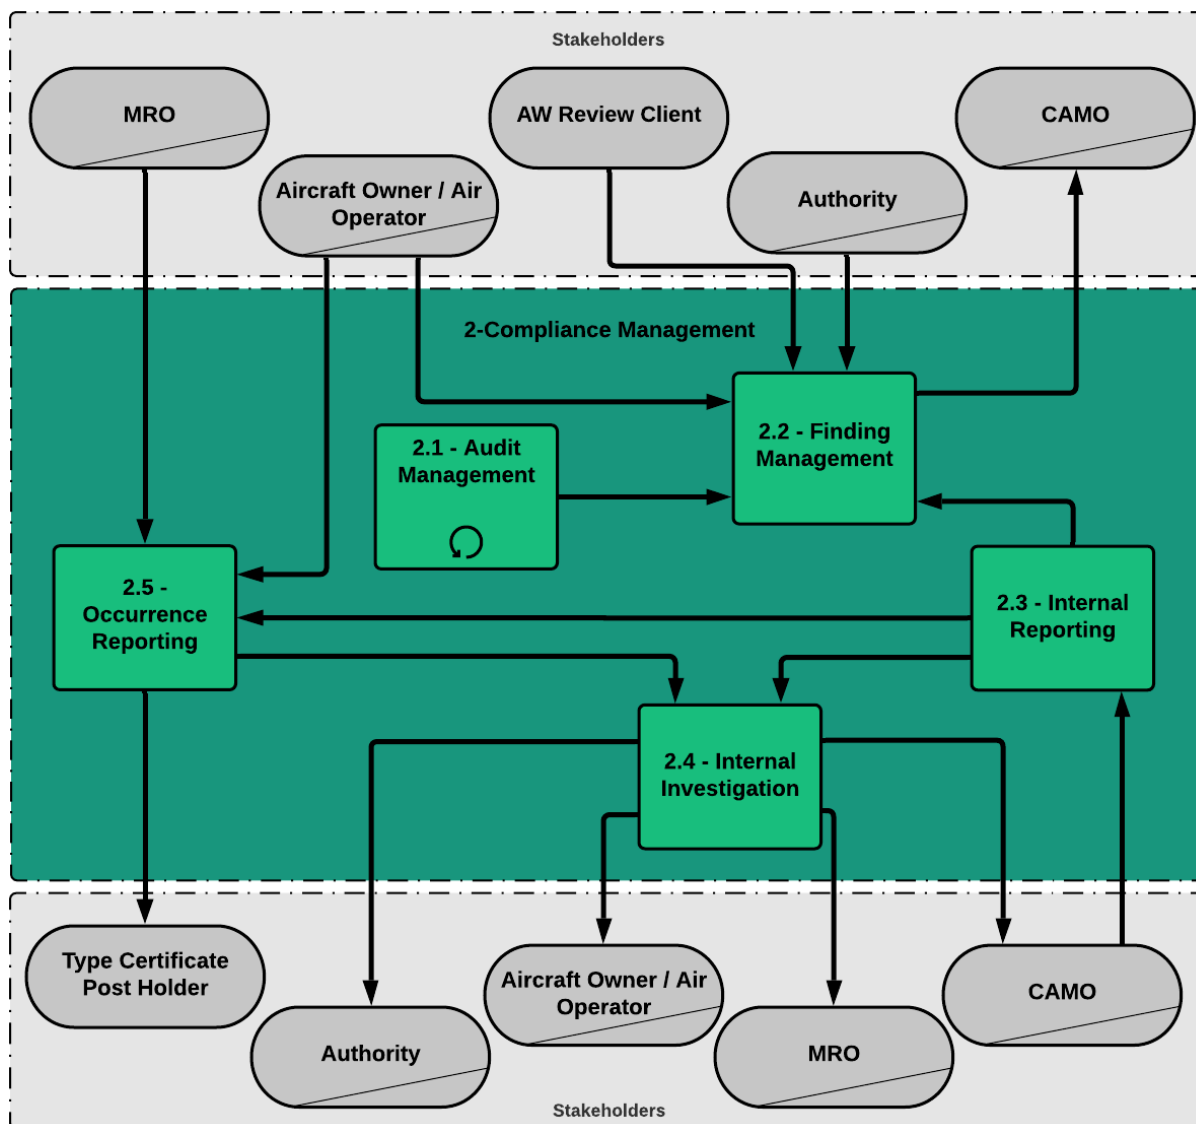 Stakeholders
MRO
AW Review Client
CAMO
Aircraft Owner / Air
Operator
Authority
2-Compliance Management
2.2 - Finding
Management
2.1 - Audit
Management
2.5 -
Occurrence
Reporting
2.3 - Internal
Reporting
2.4 - Internal
Investigation
Type Certificate
Post Holder
Aircraft Owner / Air
Operator
CAMO
Authority
MRO
Stakeholders